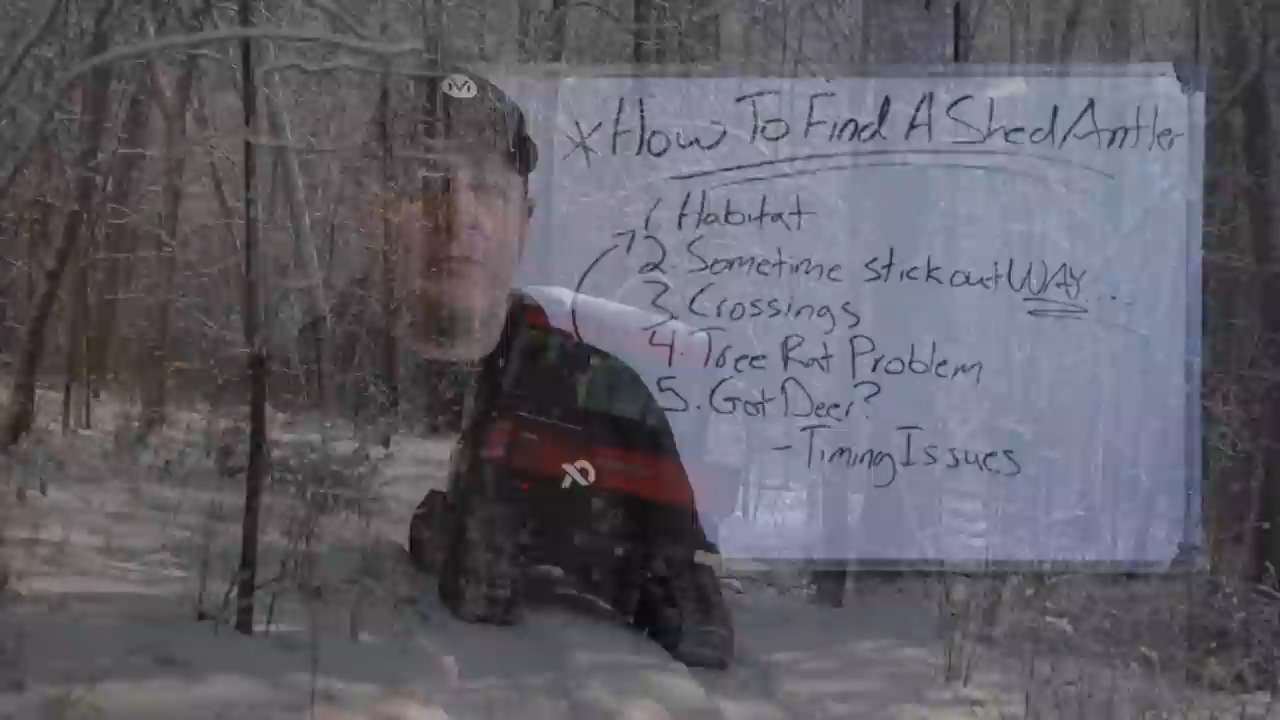 *How To Find A Shed Antler
1. Habitat
2. Sometime stick out WAY...
3. Crossings
4. Tree Rat Problem
5. Got Deer?
- Timing Issues